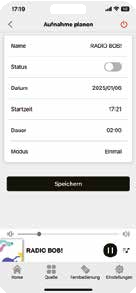 17:19
Aufnahme planen
Name RADIO BOB!
Status
Datum 2025/01/06
Startzeit 17:21
Dauer 02:00
Modus Einmal
Speichern
RADIO BOB!
Home Quelle Fernbedienung Einstellungen